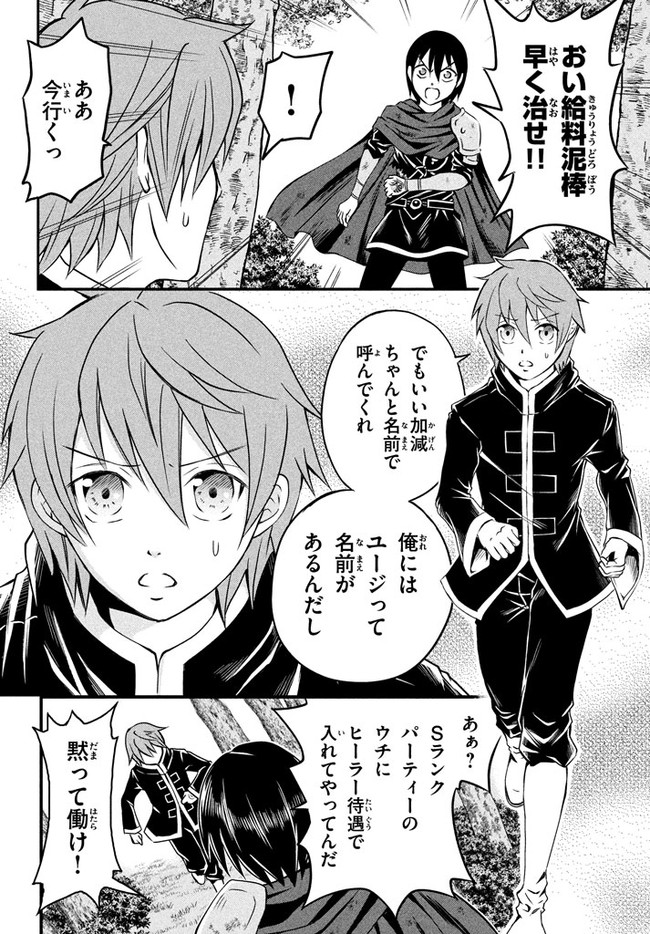 おい給料泥棒
早く治せ!!
!
ああ
今行くっ
でもいい加減
ちゃんと名前で
呼んでくれ
俺には
ユージって
名前が
あるんだし
あぁ?
Sランク
パーティーの
ウチに
ヒーラー待遇で
入れてやってんだ
黙って働け!